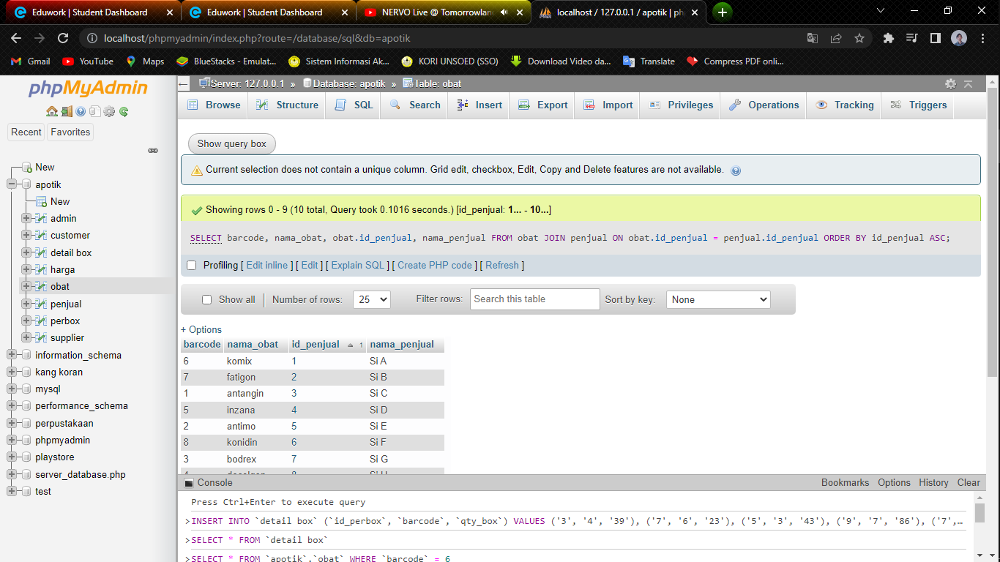 Eduwork | Student Dashboard
Eduwork | Student Dashboard
NERVO Live @ Tomorrowlan
localhost / 127.0.0.1 / apotik | ph
localhost/phpmyadmin/index.php?route=/database/sql&db=apotik
Gmail
YouTube
Maps
BlueStacks - Emulat...
Sistem Informasi Ak...
KORI UNSOED (SSO)
Download Video da...
Translate
Compress PDF onli...
phpMyAdmin
Recent
Favorites
New
apotik
New
admin
customer
detail box
harga
obat
penjual
perbox
supplier
information_schema
kang koran
mysql
performance_schema
perpustakaan
phpmyadmin
playstore
server_database.php
test
Server: 127.0.0.1 » Database: apotik » Table: obat
Browse Structure SQL Search Insert Export Import Privileges Operations Tracking Triggers
Show query box
Current selection does not contain a unique column. Grid edit, checkbox, Edit, Copy and Delete features are not available.
Showing rows 0 - 9 (10 total, Query took 0.1016 seconds.) [id_penjual: 1... - 10...]
SELECT barcode, nama_obat, obat.id_penjual, nama_penjual FROM obat JOIN penjual ON obat.id_penjual = penjual.id_penjual ORDER BY id_penjual ASC;
Profiling [ Edit inline ] [ Edit ] [ Explain SQL ] [ Create PHP code ] [ Refresh ]
Show all Number of rows: 25 Filter rows: Search this table Sort by key: None
+ Options
barcode nama_obat id_penjual 1 nama_penjual
6 komix 1 Si A
7 fatigon 2 Si B
1 antangin 3 Si C
5 inzana 4 Si D
2 antimo 5 Si E
8 konidin 6 Si F
3 bodrex 7 Si G
Console Bookmarks Options History Clear
Press Ctrl+Enter to execute query
>INSERT INTO `detail box` (`id_perbox`, `barcode`, `qty_box`) VALUES ('3', '4', '39'), ('7', '6', '23'), ('5', '3', '43'), ('9', '7', '86'), ('7',…
>SELECT * FROM `detail box`
>SELECT * FROM `apotik`.`obat` WHERE `barcode` = 6